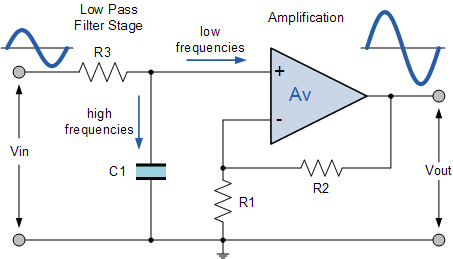 Low Pass
Filter Stage
Amplification
low
frequencies
R3
+
Av
high
frequencies
-
Vin
C1
Vout
R2
R1